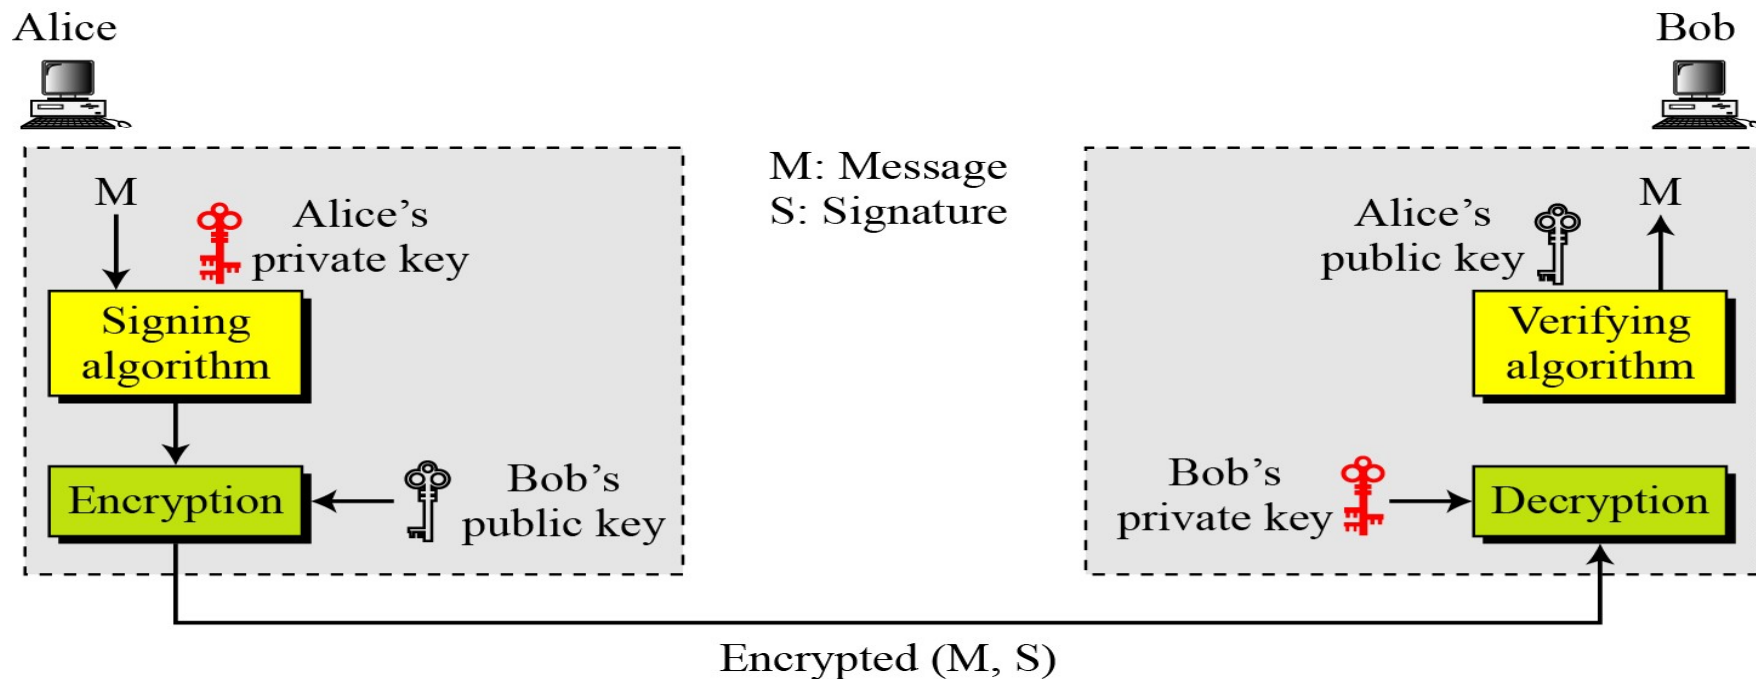 Alice
Bob
M: Message
S: Signature
M
Alice’s
private key
Signing
algorithm
Encryption
Bob’s
public key
Alice’s
public key
M
Verifying
algorithm
Bob’s
private key
Decryption
Encrypted (M, S)